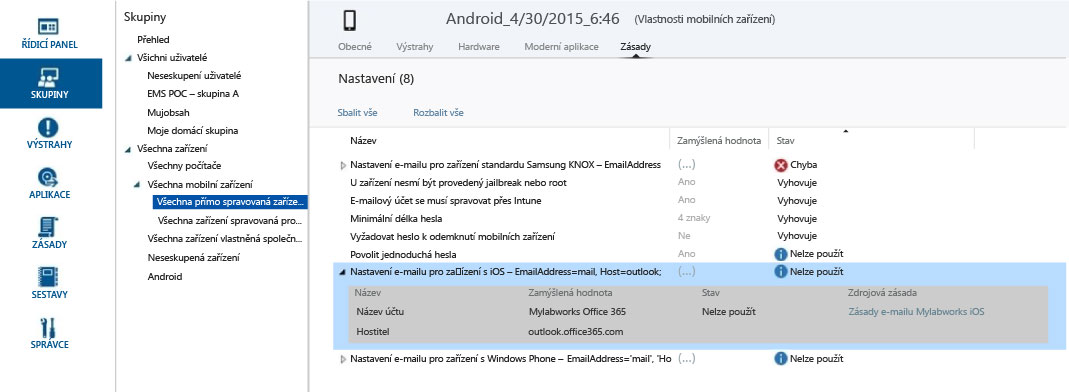 ŘÍDICÍ PANEL
SKUPINY
VÝSTRAHY
APLIKACE
ZÁSADY
SESTAVY
SPRÁVCE
Skupiny
Přehled
Všichni uživatelé
Neseskupení uživatelé
EMS POC – skupina A
Mujobsah
Moje domácí skupina
Všechna zařízení
Všechny počítače
Všechna mobilní zařízení
Všechna přímo spravovaná zaříze...
Všechna zařízení spravovaná pro...
Všechna zařízení vlastněná společn...
Neseskupená zařízení
Android
Android_4/30/2015_6:46 (Vlastnosti mobilních zařízení)
Obecné Výstrahy Hardware Moderní aplikace Zásady
Nastavení (8)
Sbalit vše Rozbalit vše
Název Zamýšlená hodnota Stav
Nastavení e-mailu pro zařízení standardu Samsung KNOX – EmailAddress (...) Chyba
U zařízení nesmí být provedený jailbreak nebo root Ano Vyhovuje
E-mailový účet se musí spravovat přes Intune Ano Vyhovuje
Minimální délka hesla 4 znaky Vyhovuje
Vyžadovat heslo k odemknutí mobilních zařízení Ne Vyhovuje
Povolit jednoduchá hesla Ano Nelze použít
Nastavení e-mailu pro za□ízení s iOS – EmailAddress=mail, Host=outlook; (...) Nelze použít
Název Zamýšlená hodnota Stav Zdrojová zásada
Název účtu Mylabworks Office 365 Nelze použít Zásady e-mailu Mylabworks iOS
Hostitel outlook.office365.com
Nastavení e-mailu pro zařízení s Windows Phone – EmailAddress='mail', 'Ho (...) Nelze použít